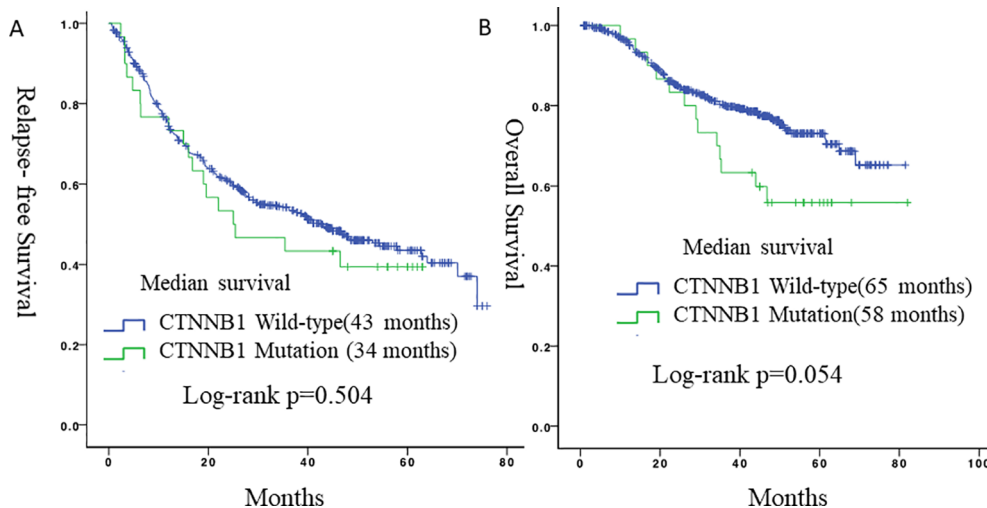 A
Relapse- free Survival
1.0
0.8
0.6
0.4
0.2
0.0
Median survival
CTNNB1 Wild-type(43 months)
CTNNB1 Mutation (34 months)
Log-rank p=0.504
0 20 40 60 80
Months
B
Overall Survival
1.0
0.8
0.6
0.4
0.2
0.0
Median survival
CTNNB1 Wild-type(65 months)
CTNNB1 Mutation(58 months)
Log-rank p=0.054
0 20 40 60 80 100
Months